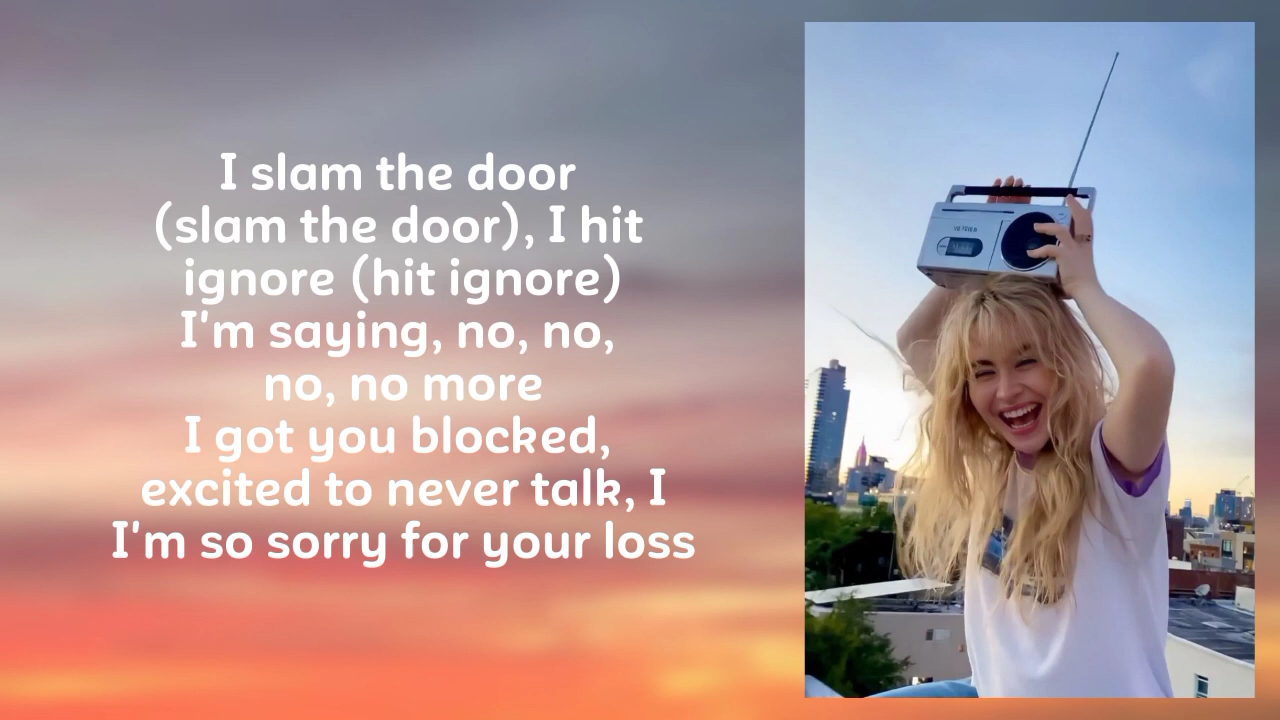 I slam the door
(slam the door), I hit
ignore (hit ignore)
I'm saying, no, no,
no, no more
I got you blocked,
excited to never talk, I
I'm so sorry for your loss